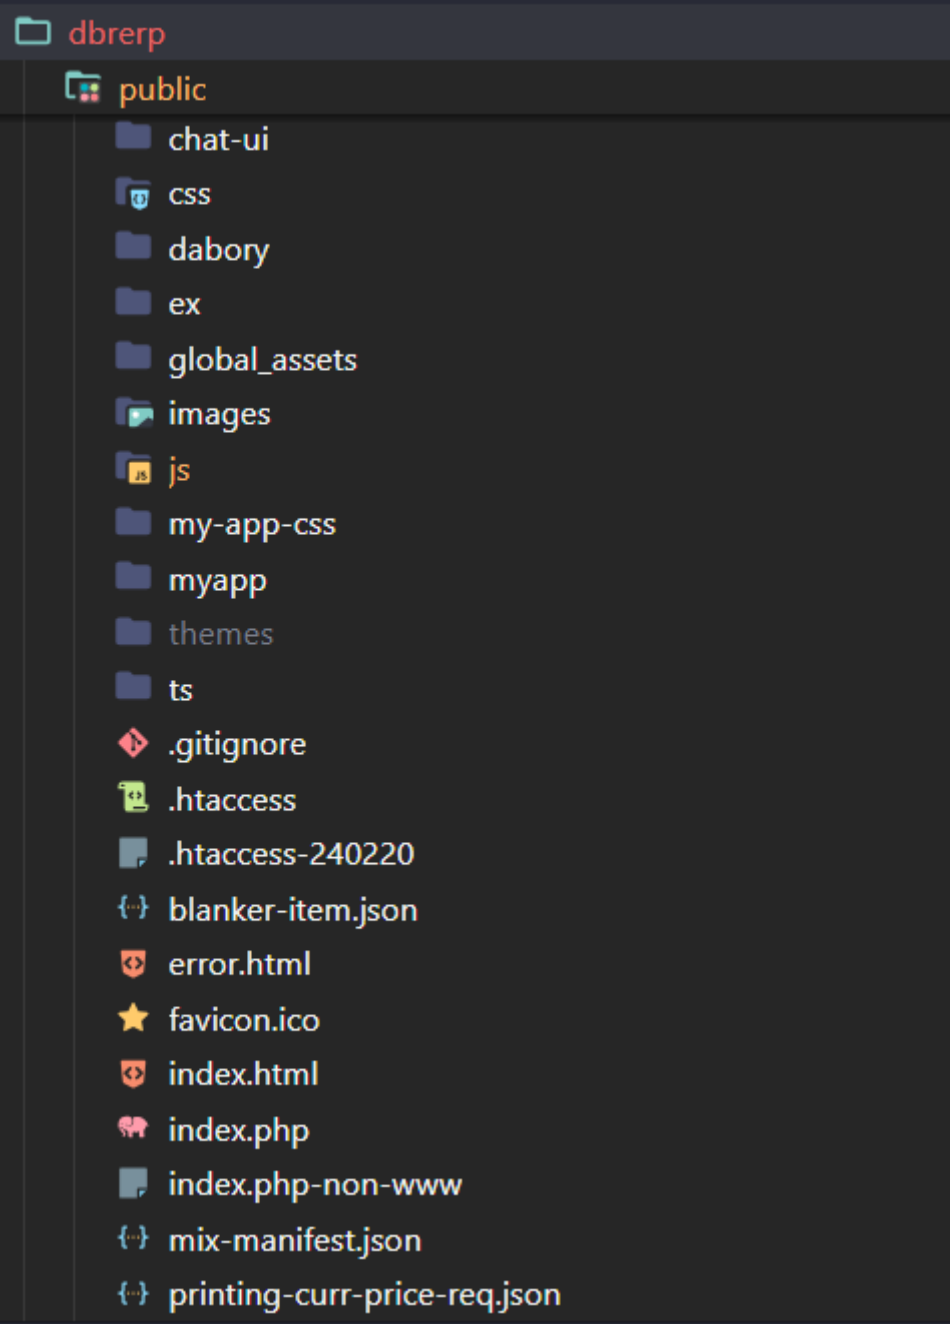 dbrerp
public
chat-ui
css
dabory
ex
global_assets
images
js
my-app-css
myapp
themes
ts
.gitignore
.htaccess
.htaccess-240220
blanker-item.json
error.html
favicon.ico
index.html
index.php
index.php-non-www
mix-manifest.json
printing-curr-price-req.json